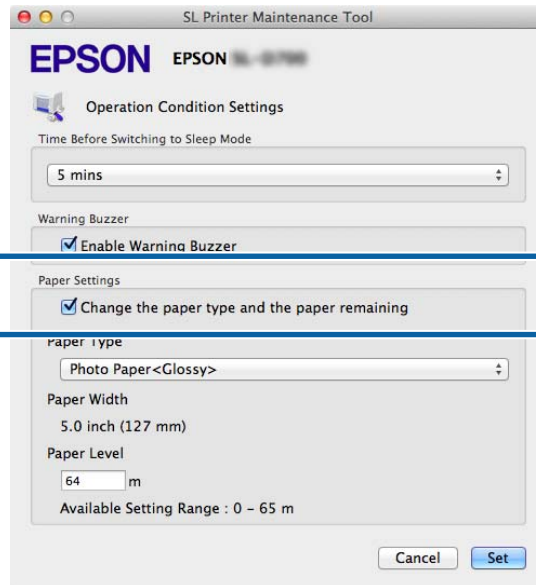 SL Printer Maintenance Tool
EPSON EPSON
Operation Condition Settings
Time Before Switching to Sleep Mode
5 mins
Warning Buzzer
Enable Warning Buzzer
Paper Settings
Change the paper type and the paper remaining
Paper Type
Photo Paper<Glossy>
Paper Width
5.0 inch (127 mm)
Paper Level
64 m
Available Setting Range : 0 – 65 m
Cancel Set